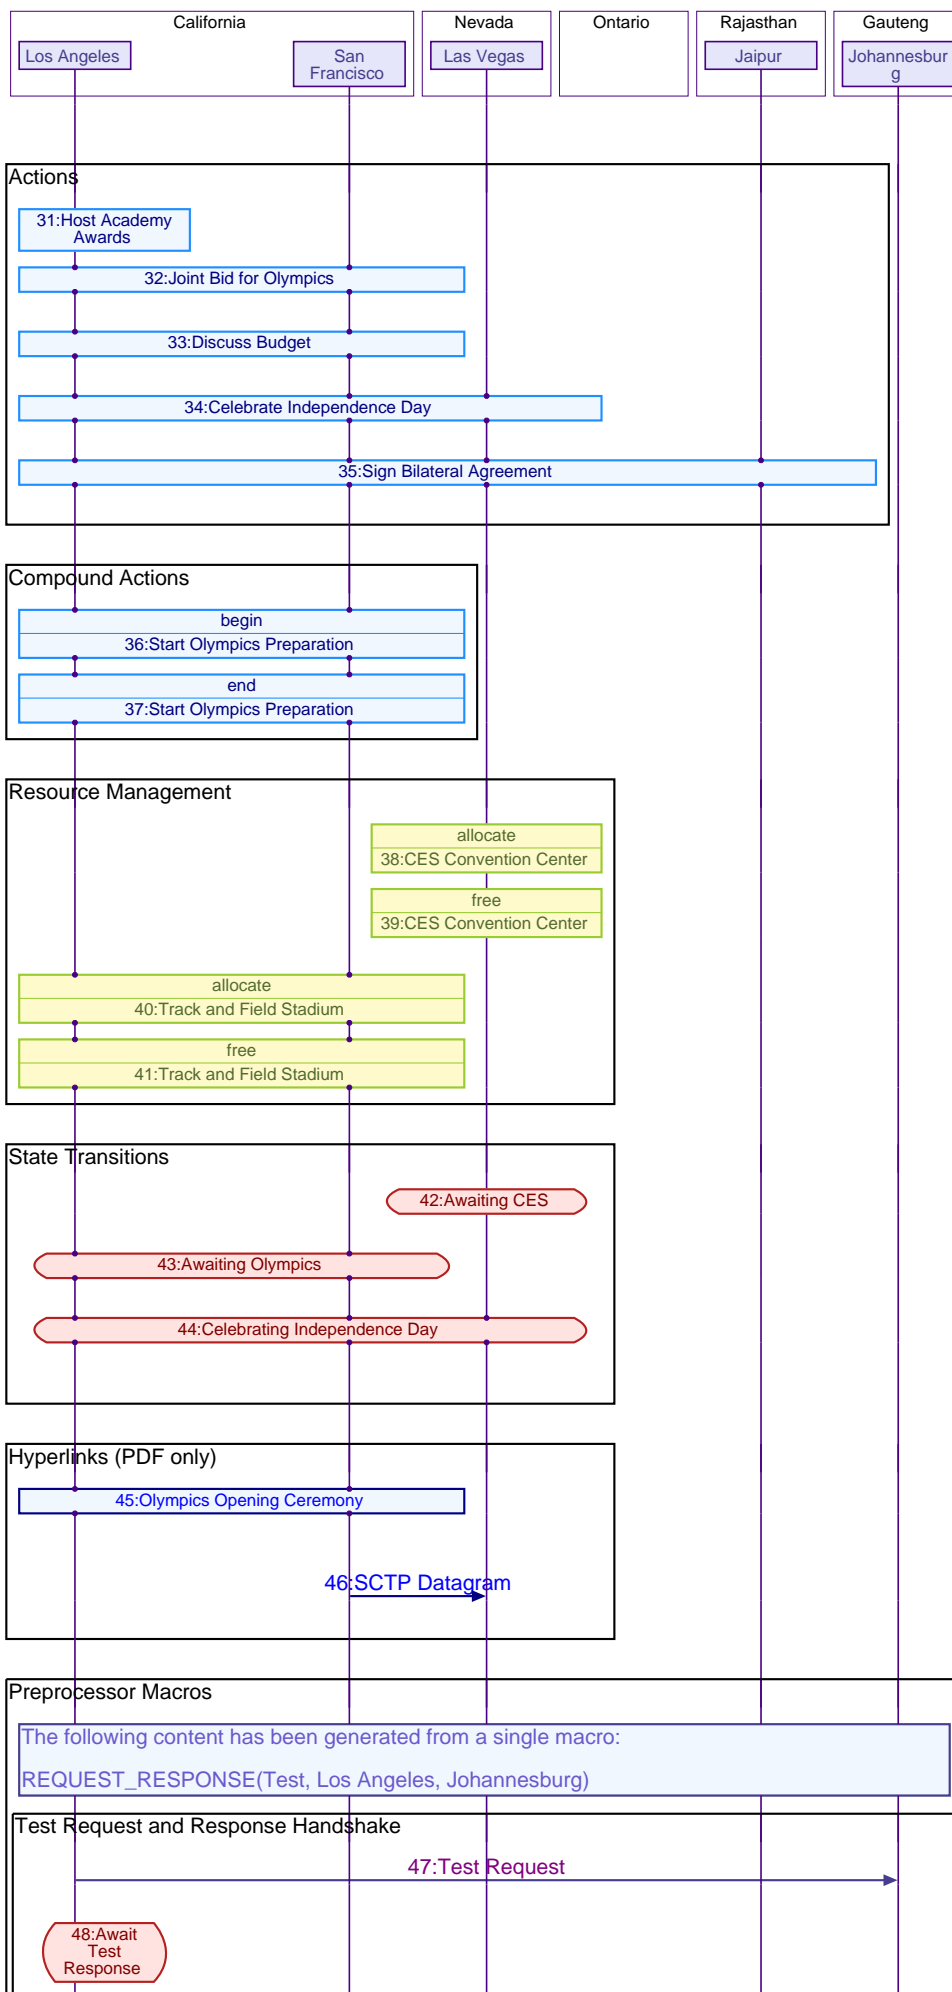 California
Nevada
Ontario
Rajasthan
Gauteng
Los Angeles
San
Francisco
Las Vegas
Jaipur
Johannesbur
g
Actions
31:Host Academy
Awards
32:Joint Bid for Olympics
33:Discuss Budget
34:Celebrate Independence Day
35:Sign Bilateral Agreement
Compound Actions
begin
36:Start Olympics Preparation
end
37:Start Olympics Preparation
Resource Management
allocate
38:CES Convention Center
free
39:CES Convention Center
allocate
40:Track and Field Stadium
free
41:Track and Field Stadium
State Transitions
42:Awaiting CES
43:Awaiting Olympics
44:Celebrating Independence Day
Hyperlinks (PDF only)
45:Olympics Opening Ceremony
46:SCTP Datagram
Preprocessor Macros
The following content has been generated from a single macro:
REQUEST_RESPONSE(Test, Los Angeles, Johannesburg)
Test Request and Response Handshake
47:Test Request
48:Await
Test
Response